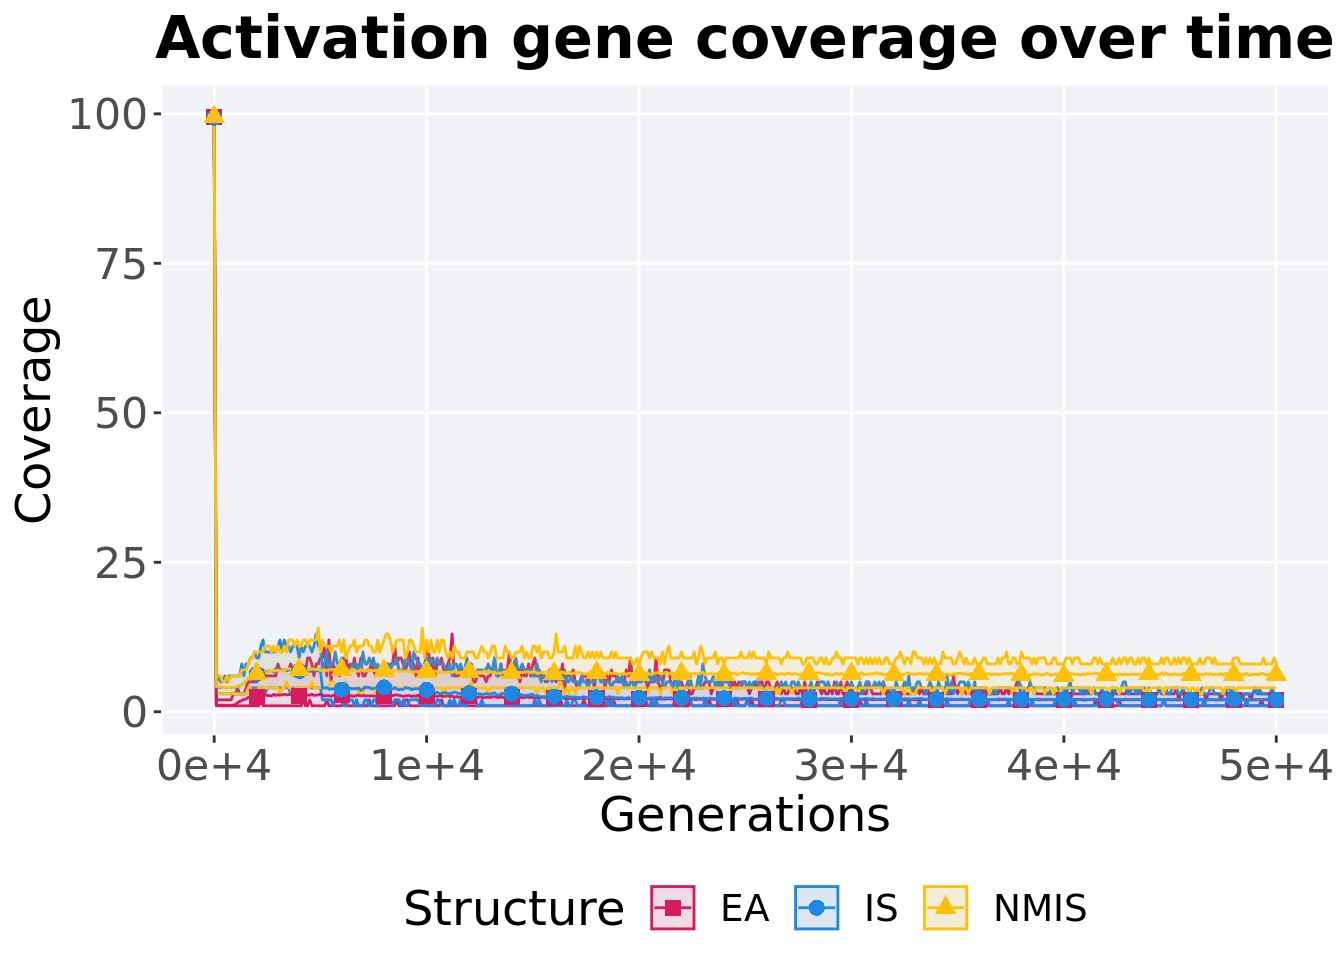 Activation gene coverage over time
100
75
50
25
0
Coverage
0e+4 1e+4 2e+4 3e+4 4e+4 5e+4
Generations
Structure EA IS NMIS